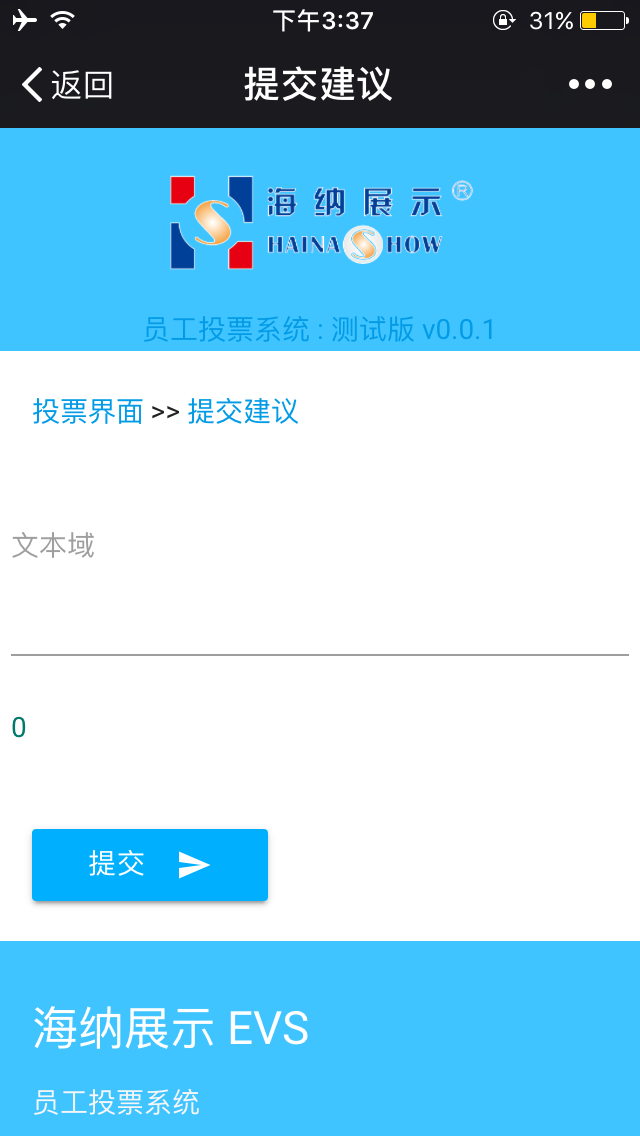 下午3:37
31%
返回
提交建议
海纳展示®
HAINA SHOW
员工投票系统 : 测试版 v0.0.1
投票界面 >> 提交建议
文本域
0
提交
海纳展示 EVS
员工投票系统